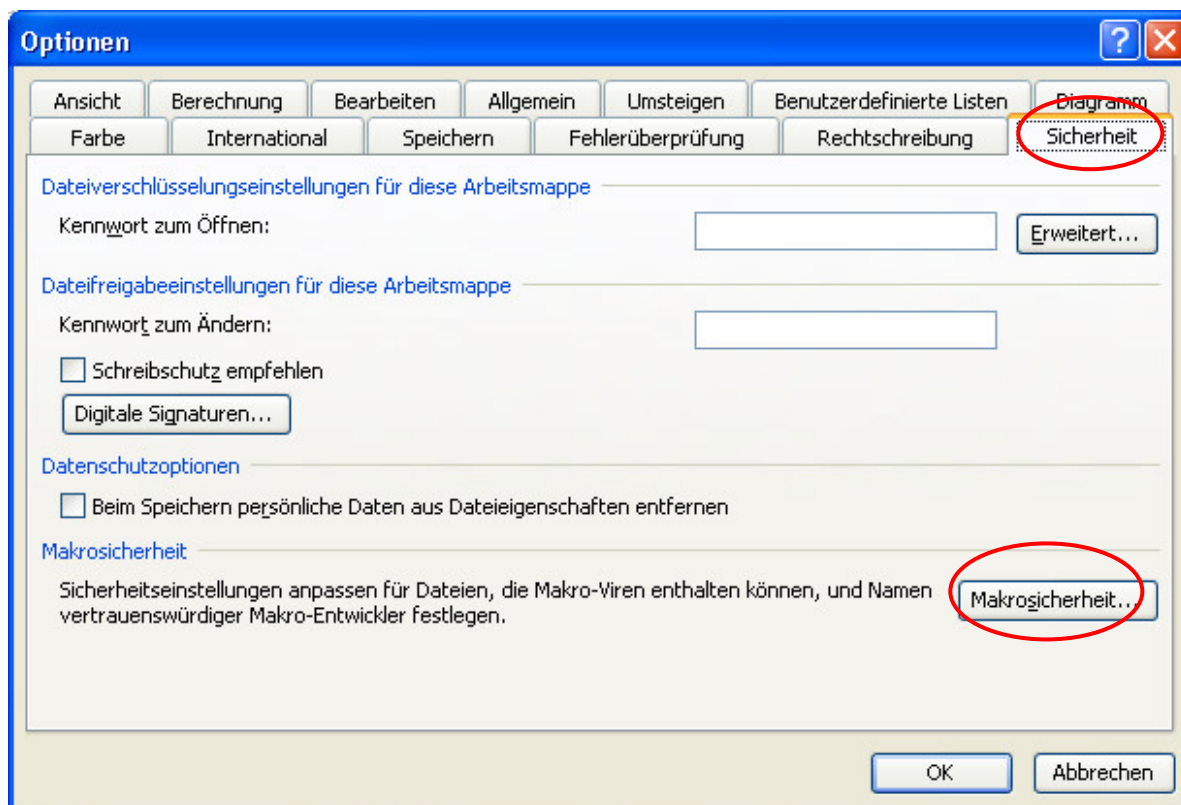 Optionen
Ansicht Berechnung Bearbeiten Allgemein Umsteigen Benutzerdefinierte Listen Diagramm
Farbe International Speichern Fehlerüberprüfung Rechtschreibung Sicherheit
Dateiverschlüsselungseinstellungen für diese Arbeitsmappe
Kennwort zum Öffnen: Erweitert...
Dateifreigabeeinstellungen für diese Arbeitsmappe
Kennwort zum Ändern:
Schreibschutz empfehlen
Digitale Signaturen...
Datenschutzoptionen
Beim Speichern persönliche Daten aus Dateieigenschaften entfernen
Makrosicherheit
Sicherheitseinstellungen anpassen für Dateien, die Makro-Viren enthalten können, und Namen
vertrauenswürdiger Makro-Entwickler festlegen.
Makrosicherheit...
OK Abbrechen